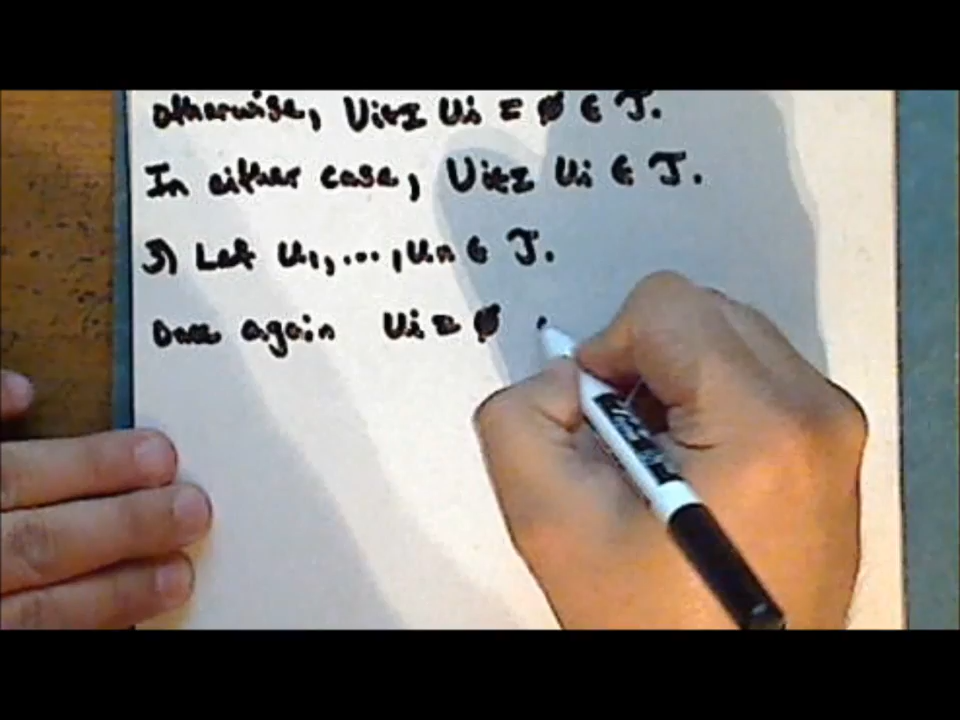 otherwise, ∪i∈I Ui = ∅ ∈ T.
In either case, ∪i∈I Ui ∈ T.
3) Let U1, ..., Un ∈ T.
Once again Ui = ∅